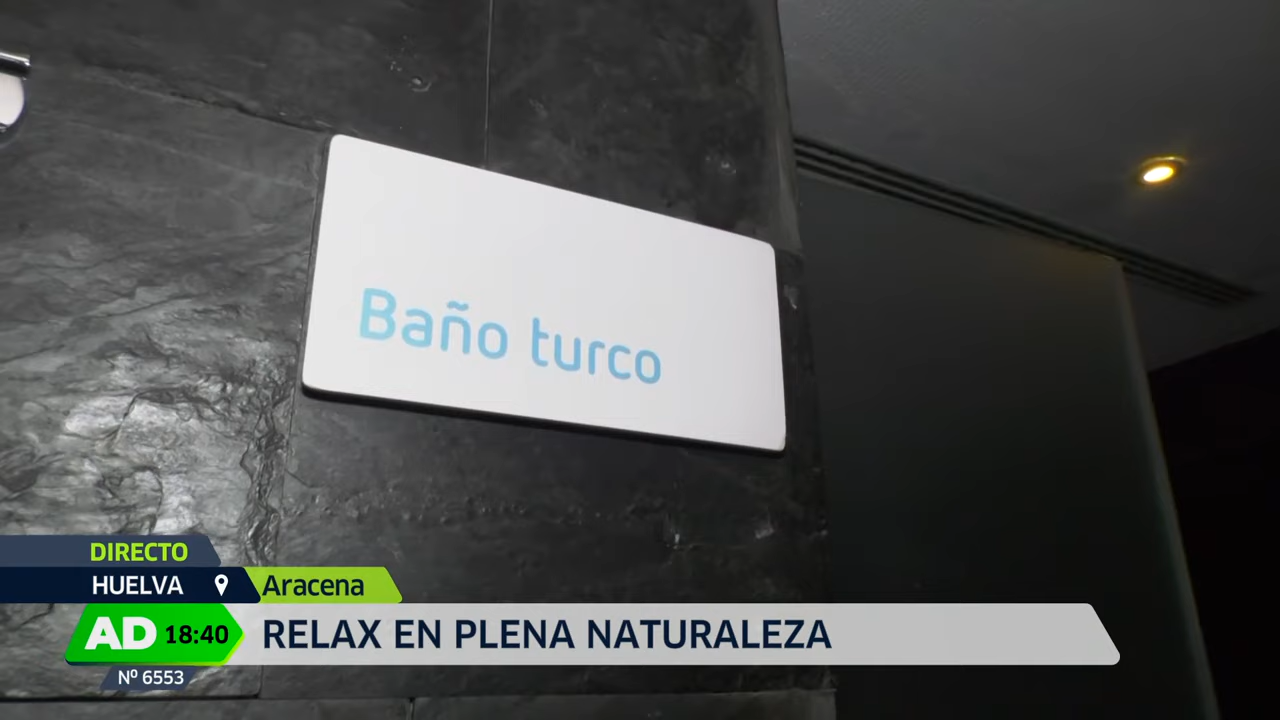 Baño turco
DIRECTO
HUELVA
Aracena
AD 18:40
RELAX EN PLENA NATURALEZA
Nº 6553